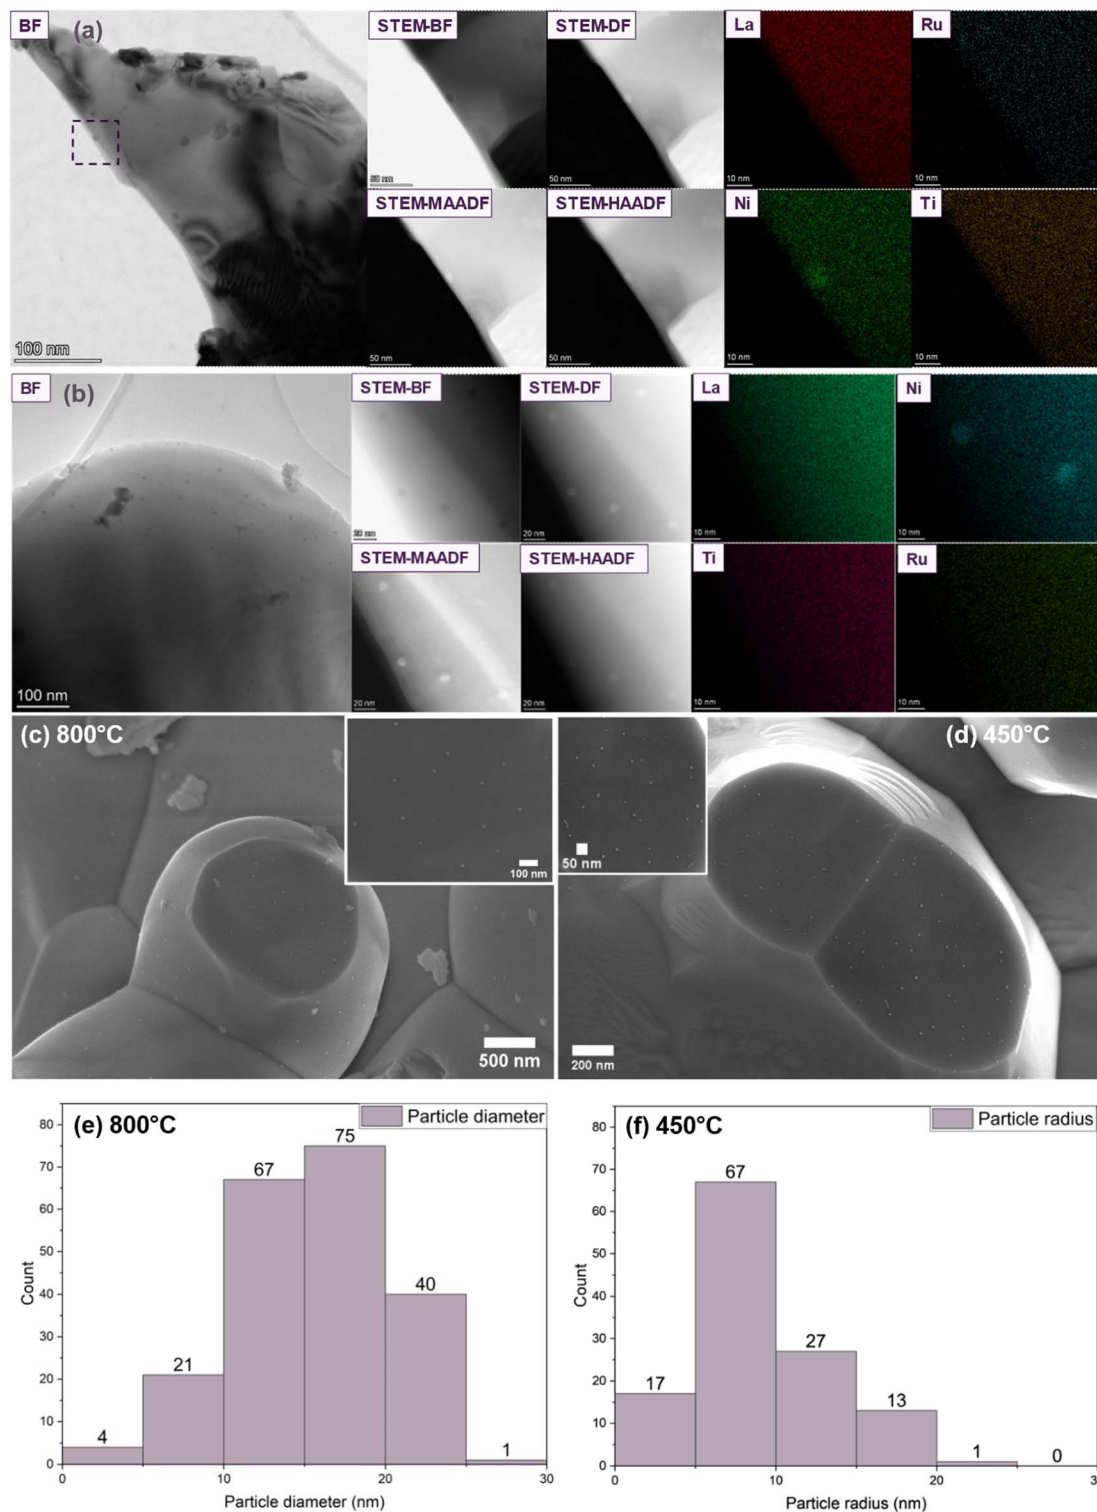 BF (a)
STEM-BF
STEM-DF
La
Ru
50 nm
50 nm
10 nm
10 nm
STEM-MAADF
STEM-HAADF
Ni
Ti
100 nm
50 nm
50 nm
10 nm
10 nm
BF (b)
STEM-BF
STEM-DF
La
Ni
20 nm
10 nm
10 nm
STEM-MAADF
STEM-HAADF
Ti
Ru
100 nm
20 nm
20 nm
10 nm
10 nm
(c) 800°C
100 nm
500 nm
(d) 450°C
50 nm
200 nm
(e) 800°C
Particle diameter
80
70
60
50
40
30
20
10
0
Count
4
21
67
75
40
1
0
10
20
30
Particle diameter (nm)
(f) 450°C
Particle radius
80
70
60
50
40
30
20
10
0
Count
17
67
27
13
1
0
0
10
20
Particle radius (nm)